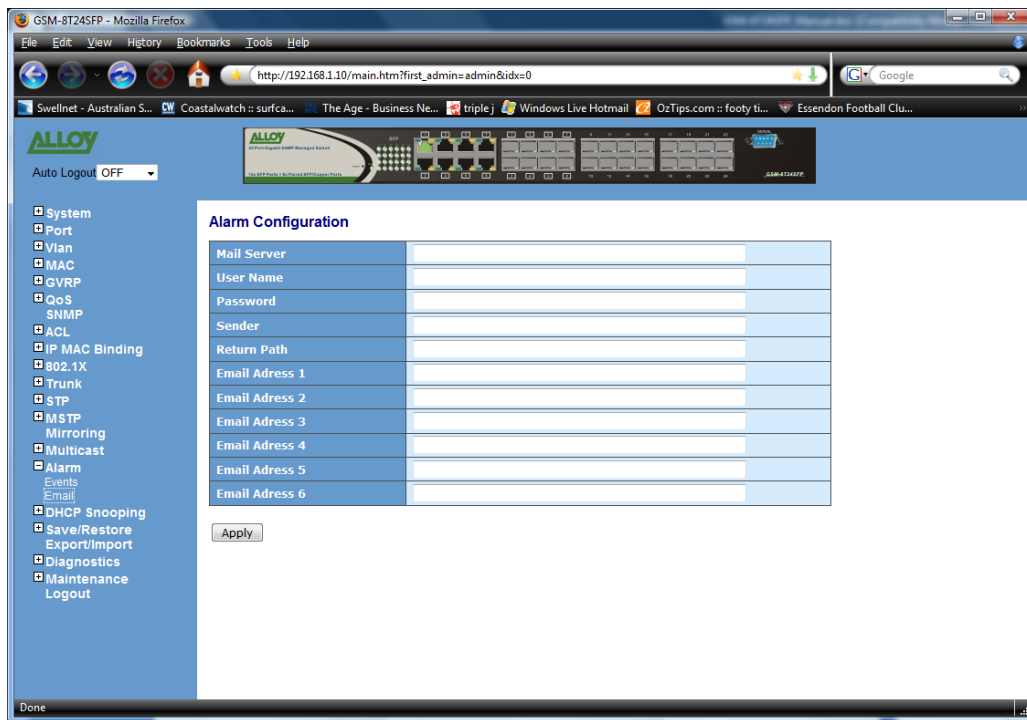 GSM-8T24SFP - Mozilla Firefox
File Edit View History Bookmarks Tools Help
http://192.168.1.10/main.htm?first_admin=admin&idx=0
G Google
Swellnet - Australian S... CW Coastalwatch :: surfca... The Age - Business Ne... triple j Windows Live Hotmail OzTips.com :: footy ti... Essendon Football Clu... »
ALLOY
Auto Logout OFF
ALLOY
SFP
SERIAL
GSM-8T24SFP
System
Port
Vlan
MAC
GVRP
QoS
SNMP
ACL
IP MAC Binding
802.1X
Trunk
STP
MSTP
Mirroring
Multicast
Alarm
Events
Email
DHCP Snooping
Save/Restore
Export/Import
Diagnostics
Maintenance
Logout
Alarm Configuration
Mail Server
User Name
Password
Sender
Return Path
Email Adress 1
Email Adress 2
Email Adress 3
Email Adress 4
Email Adress 5
Email Adress 6
Apply
Done